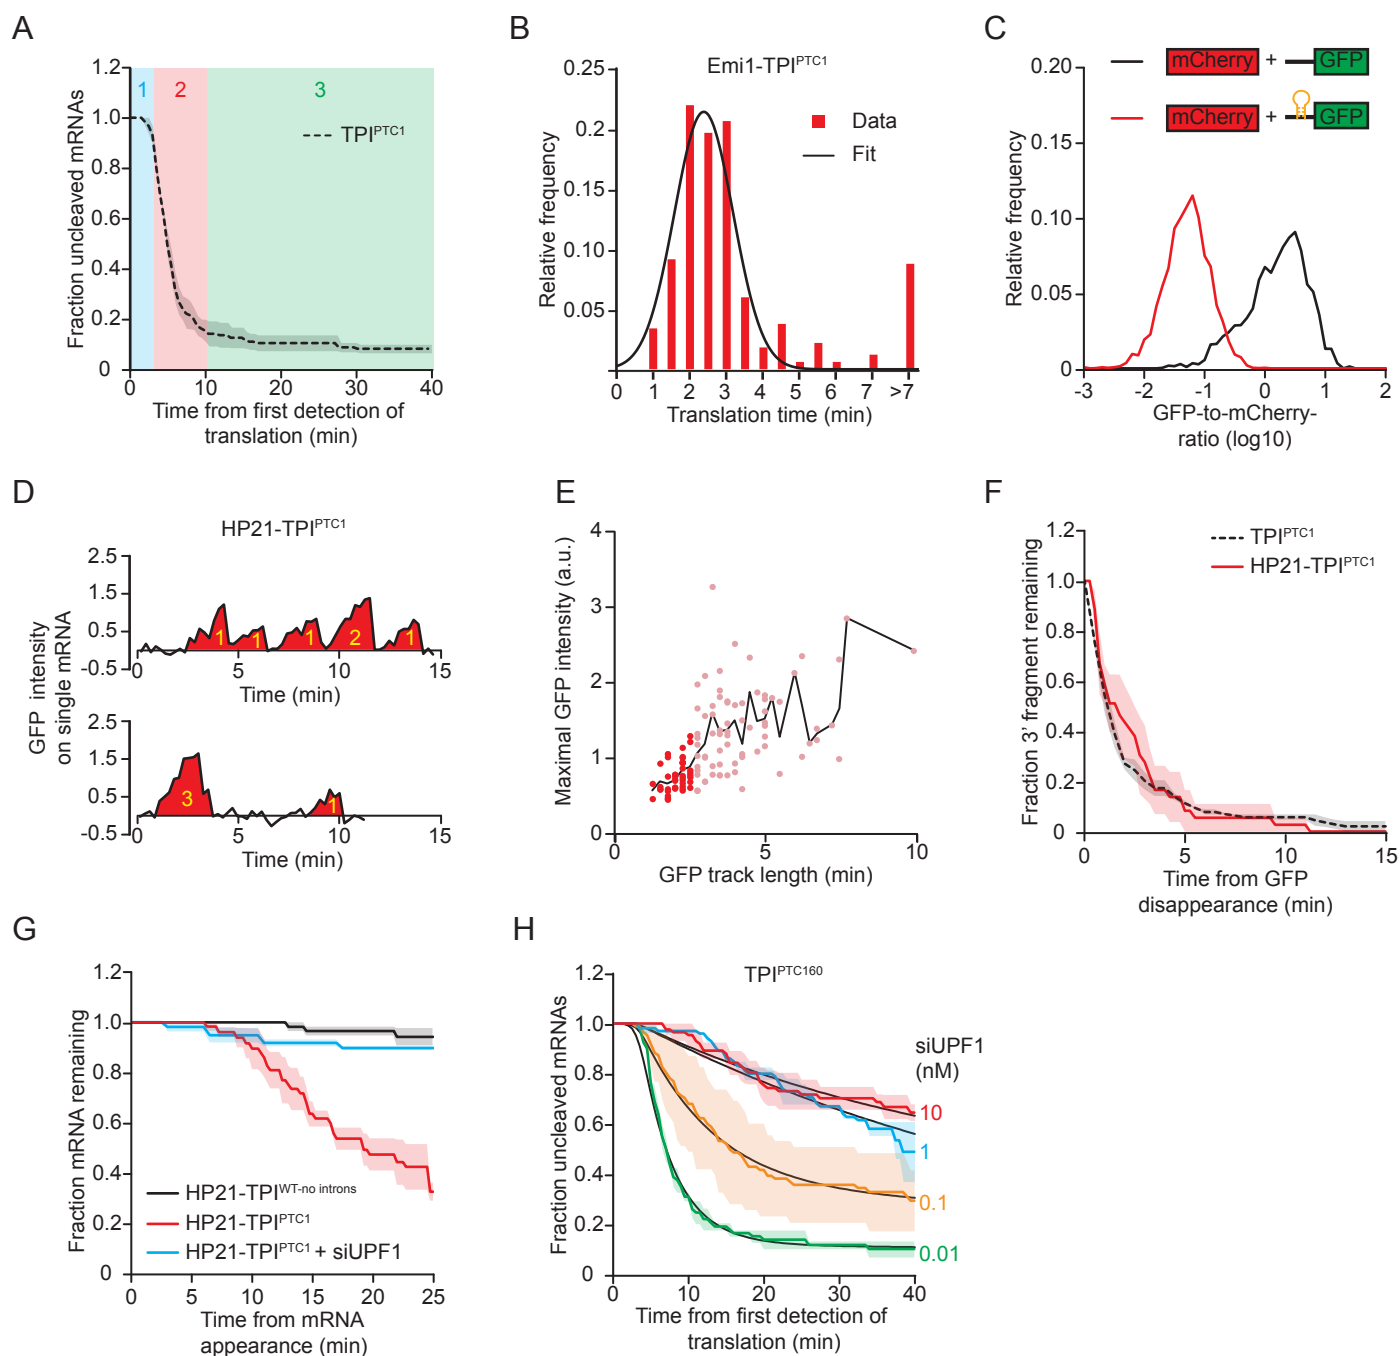 A
1.2
1.0
0.8
0.6
0.4
0.2
0
1
2
3
TPIPTC1
0
10
20
30
40
Fraction uncleaved mRNAs
Time from first detection of
translation (min)
B
Emi1-TPIPTC1
0.25
0.20
0.15
0.10
0.05
Data
Fit
0
1
2
3
4
5
6
7
>7
Relative frequency
Translation time (min)
C
mCherry + GFP
mCherry + GFP
0.20
0.15
0.10
0.05
0
-3
-2
-1
0
1
2
Relative frequency
GFP-to-mCherry-
ratio (log10)
D
HP21-TPIPTC1
2.5
1.5
0.5
-0.5
1
1
1
2
1
0
5
10
15
Time (min)
2.5
1.5
0.5
-0.5
3
1
0
5
10
15
Time (min)
GFP intensity
on single mRNA
E
4
3
2
1
0
0
5
10
Maximal GFP intensity (a.u.)
GFP track length (min)
F
1.2
1.0
0.8
0.6
0.4
0.2
0
TPIPTC1
HP21-TPIPTC1
0
5
10
15
Fraction 3' fragment remaining
Time from GFP
disappearance (min)
G
1.2
1.0
0.8
0.6
0.4
0.2
0
HP21-TPIWT-no introns
HP21-TPIPTC1
HP21-TPIPTC1 + siUPF1
0
5
10
15
20
25
Fraction mRNA remaining
Time from mRNA
appearance (min)
H
TPIPTC160
1.2
1.0
0.8
0.6
0.4
0.2
0
siUPF1
(nM)
10
1
0.1
0.01
0
10
20
30
40
Fraction uncleaved mRNAs
Time from first detection of
translation (min)